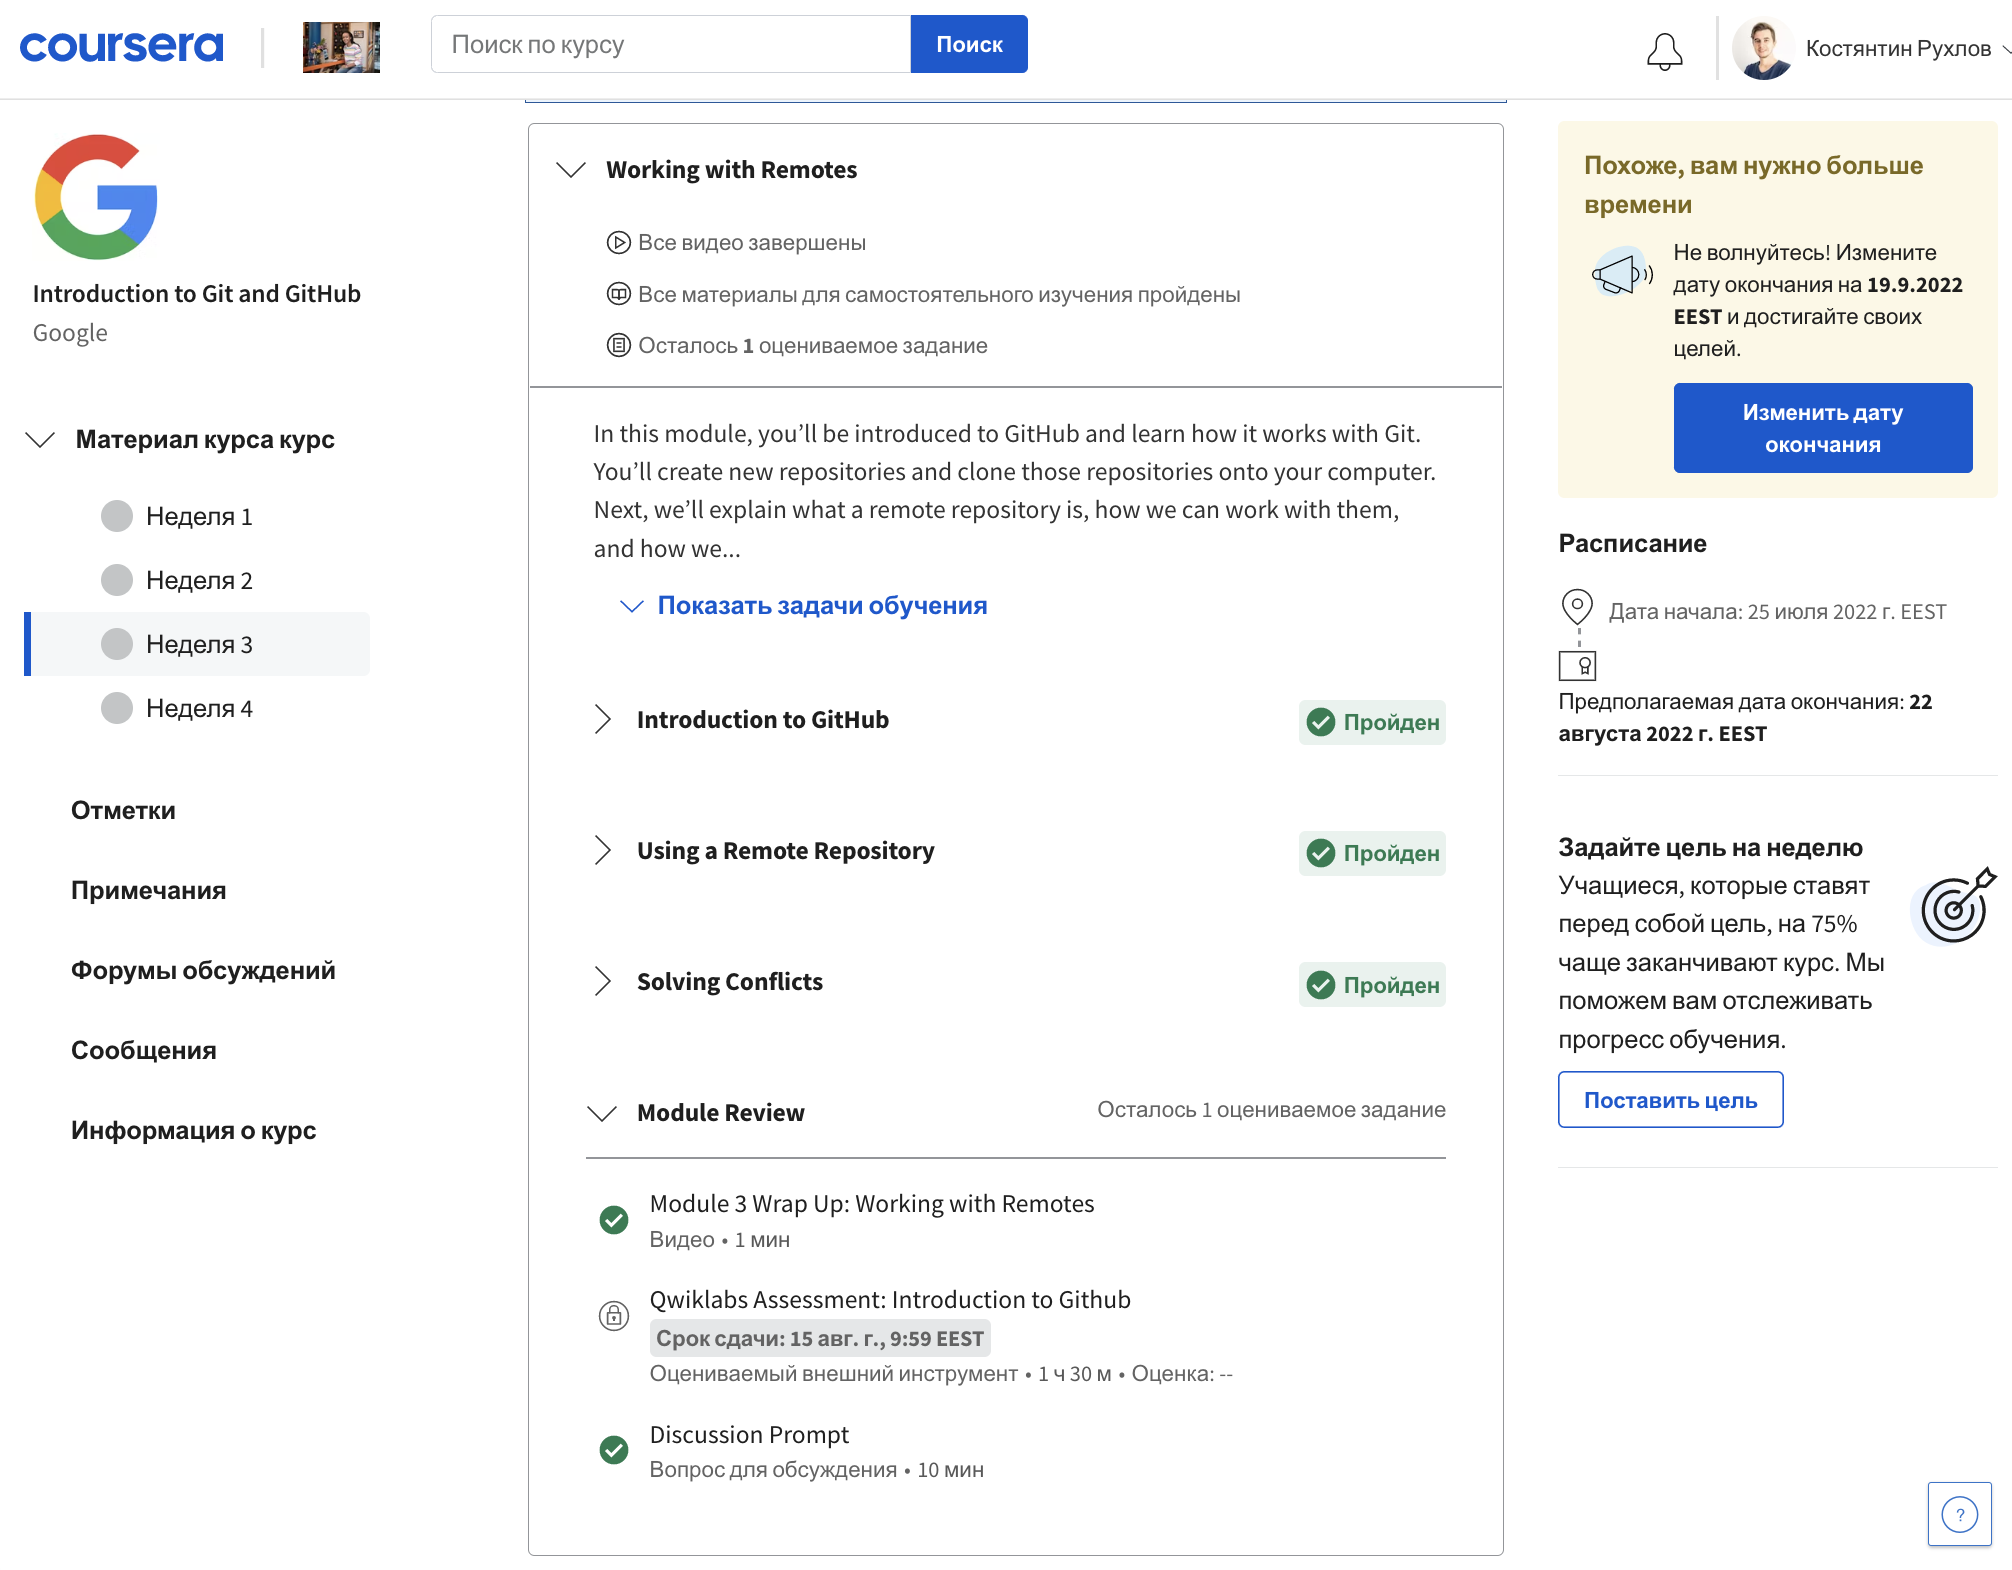 coursera
Поиск по курсу
Поиск
Костянтин Рухлов
Introduction to Git and GitHub
Google
Материал курса курс
Неделя 1
Неделя 2
Неделя 3
Неделя 4
Отметки
Примечания
Форумы обсуждений
Сообщения
Информация о курс
Working with Remotes
Все видео завершены
Все материалы для самостоятельного изучения пройдены
Осталось 1 оцениваемое задание
In this module, you’ll be introduced to GitHub and learn how it works with Git.
You’ll create new repositories and clone those repositories onto your computer.
Next, we’ll explain what a remote repository is, how we can work with them,
and how we...
Показать задачи обучения
Introduction to GitHub
Пройден
Using a Remote Repository
Пройден
Solving Conflicts
Пройден
Module Review
Осталось 1 оцениваемое задание
Module 3 Wrap Up: Working with Remotes
Видео • 1 мин
Qwiklabs Assessment: Introduction to Github
Срок сдачи: 15 авг. г., 9:59 EEST
Оцениваемый внешний инструмент • 1 ч 30 м • Оценка: --
Discussion Prompt
Вопрос для обсуждения • 10 мин
Похоже, вам нужно больше
времени
Не волнуйтесь! Измените
дату окончания на 19.9.2022
EEST и достигайте своих
целей.
Изменить дату
окончания
Расписание
Дата начала: 25 июля 2022 г. EEST
Предполагаемая дата окончания: 22
августа 2022 г. EEST
Задайте цель на неделю
Учащиеся, которые ставят
перед собой цель, на 75%
чаще заканчивают курс. Мы
поможем вам отслеживать
прогресс обучения.
Поставить цель
?